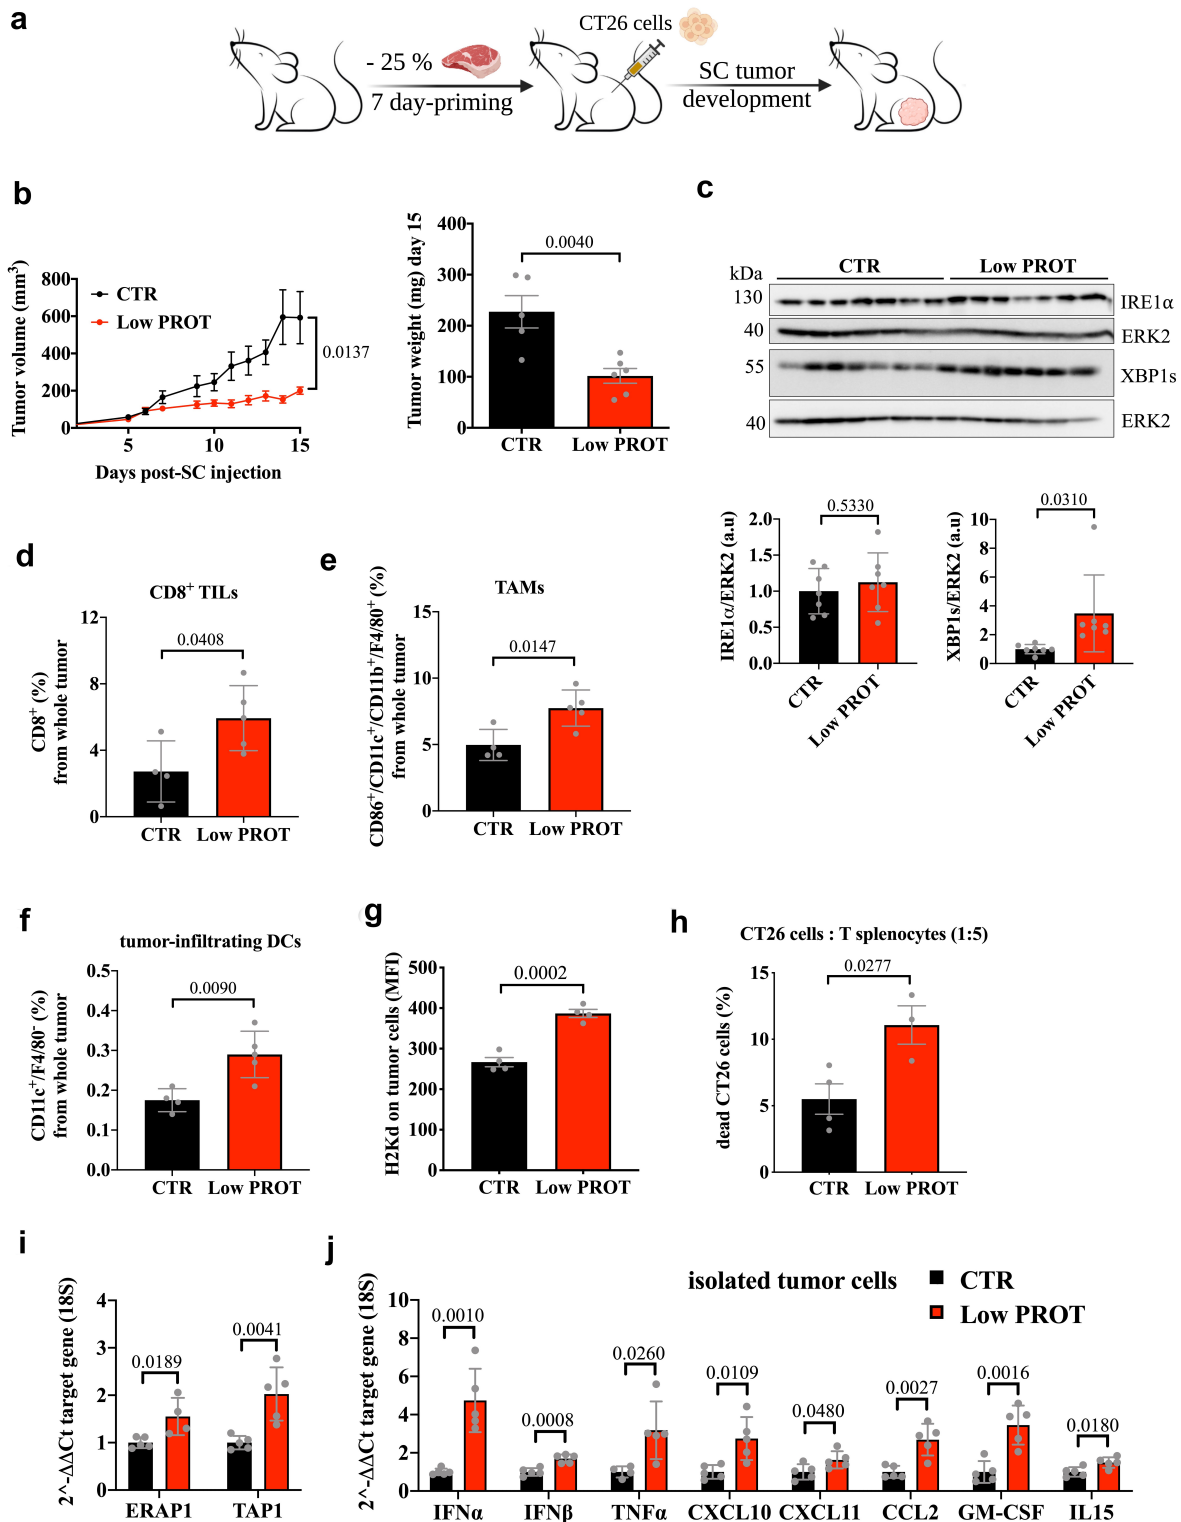 a
CT26 cells
- 25 %
7 day-priming
SC tumor
development
b
Tumor volume (mm³)
800
600
400
200
0
5
10
15
CTR
Low PROT
0.0137
Days post-SC injection
Tumor weight (mg) day 15
400
300
200
100
0
0.0040
CTR
Low PROT
c
kDa
CTR
Low PROT
130
IRE1α
40
ERK2
55
XBP1s
40
ERK2
IRE1α/ERK2 (a.u)
2.0
1.5
1.0
0.5
0.0
0.5330
CTR
Low PROT
XBP1s/ERK2 (a.u)
10
8
6
4
2
0
0.0310
CTR
Low PROT
d
CD8⁺ TILs
CD8⁺ (%)
from whole tumor
12
8
4
0
0.0408
CTR
Low PROT
e
TAMs
CD86⁺/CD11c⁺/CD11b⁺/F4/80⁺ (%)
from whole tumor
15
10
5
0
0.0147
CTR
Low PROT
f
tumor-infiltrating DCs
CD11c⁺/F4/80⁻ (%)
from whole tumor
0.5
0.4
0.3
0.2
0.1
0.0
0.0090
CTR
Low PROT
g
H2Kd on tumor cells (MFI)
500
400
300
200
100
0
0.0002
CTR
Low PROT
h
CT26 cells : T splenocytes (1:5)
dead CT26 cells (%)
15
10
5
0
0.0277
CTR
Low PROT
i
2^-ΔΔCt target gene (18S)
4
3
2
1
0
0.0189
0.0041
ERAP1
TAP1
j
isolated tumor cells
CTR
Low PROT
2^-ΔΔCt target gene (18S)
10
8
6
4
2
0
0.0010
0.0008
0.0260
0.0109
0.0480
0.0027
0.0016
0.0180
IFNα
IFNβ
TNFα
CXCL10
CXCL11
CCL2
GM-CSF
IL15